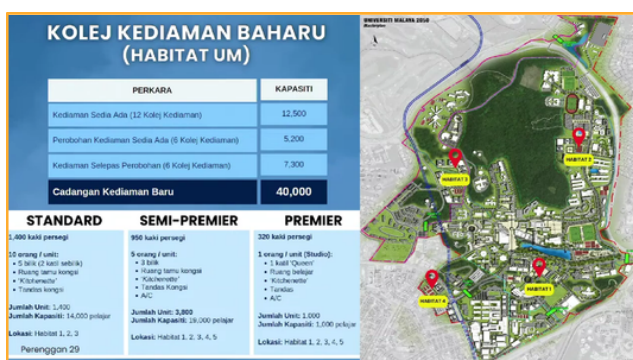 KOLEJ KEDIAMAN BAHARU
(HABITAT UM)
PERKARA KAPASITI
Kediaman Sedia Ada (12 Kolej Kediaman) 12,500
Perobohan Kediaman Sedia Ada (6 Kolej Kediaman) 5,200
Kediaman Selepas Perobohan (6 Kolej Kediaman) 7,300
Cadangan Kediaman Baru 40,000
STANDARD
1,400 kaki persegi
10 orang / unit:
• 5 bilik (2 katil sebilik)
• Ruang tamu kongsi
• 'Kitchenette'
• Tandas kongsi
Jumlah Unit: 1,400
Jumlah Kapasiti: 14,000 pelajar
Lokasi: Habitat 1, 2, 3
Perenggan 29
SEMI-PREMIER
950 kaki persegi
5 orang / unit:
• 3 bilik
• Ruang tamu kongsi
• 'Kitchenette'
• Tandas Kongsi
• A/C
Jumlah Unit: 3,800
Jumlah Kapasiti: 19,000 pelajar
Lokasi: Habitat 1, 2, 3, 4, 5
PREMIER
320 kaki persegi
1 orang / unit (Studio):
• 1 katil 'Queen'
• Ruang belajar
• 'Kitchenette'
• Tandas
• A/C
Jumlah Unit: 1,000
Jumlah Kapasiti: 1,000 pelajar
Lokasi: Habitat 1, 2, 3, 4, 5
UNIVERSITI MALAYA 2050
Masterplan
HABITAT 2
HABITAT 3
HABITAT 1
HABITAT 4